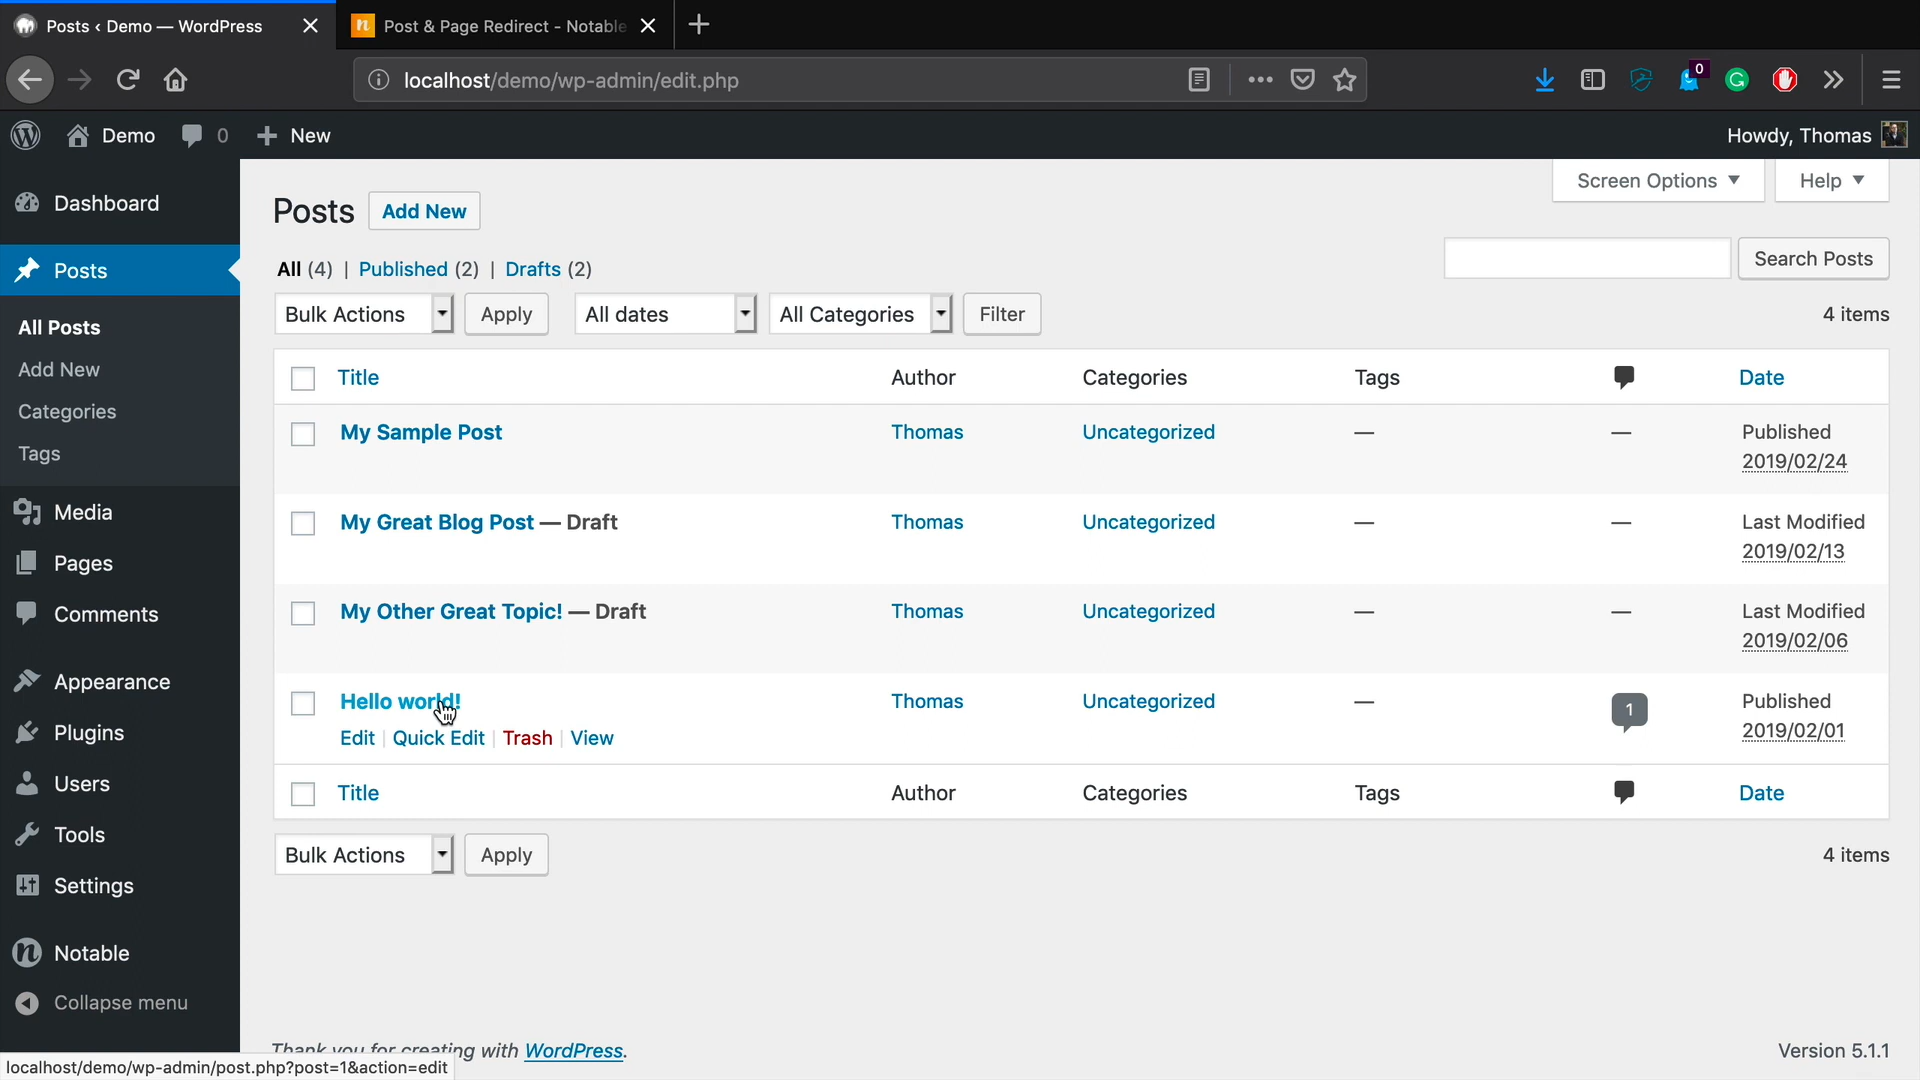 Posts ‹ Demo — WordPress
Post & Page Redirect - Notable
localhost/demo/wp-admin/edit.php
0
Demo 0 New
Howdy, Thomas
Dashboard
Posts
All Posts
Add New
Categories
Tags
Media
Pages
Comments
Appearance
Plugins
Users
Tools
Settings
Notable
Collapse menu
Screen Options Help
Posts Add New
All (4) | Published (2) | Drafts (2)
Search Posts
Bulk Actions Apply All dates All Categories Filter 4 items
Title Author Categories Tags Date
My Sample Post Thomas Uncategorized — — Published
2019/02/24
My Great Blog Post — Draft Thomas Uncategorized — — Last Modified
2019/02/13
My Other Great Topic! — Draft Thomas Uncategorized — — Last Modified
2019/02/06
Hello world! Thomas Uncategorized — 1 Published
Edit | Quick Edit | Trash | View 2019/02/01
Title Author Categories Tags Date
Bulk Actions Apply 4 items
Thank you for creating with WordPress. Version 5.1.1
localhost/demo/wp-admin/post.php?post=1&action=edit